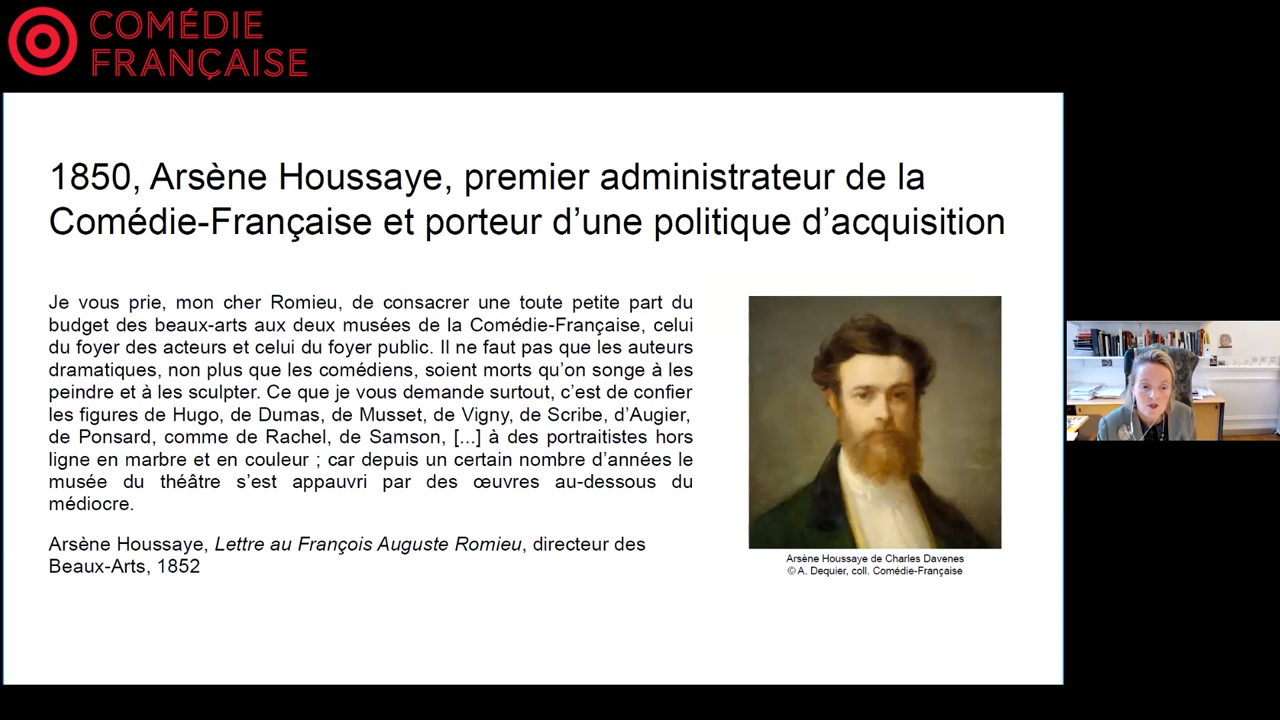 COMÉDIE
FRANÇAISE
1850, Arsène Houssaye, premier administrateur de la
Comédie-Française et porteur d’une politique d’acquisition
Je vous prie, mon cher Romieu, de consacrer une toute petite part du
budget des beaux-arts aux deux musées de la Comédie-Française, celui
du foyer des acteurs et celui du foyer public. Il ne faut pas que les auteurs
dramatiques, non plus que les comédiens, soient morts qu’on songe à les
peindre et à les sculpter. Ce que je vous demande surtout, c’est de confier
les figures de Hugo, de Dumas, de Musset, de Vigny, de Scribe, d’Augier,
de Ponsard, comme de Rachel, de Samson, [...] à des portraitistes hors
ligne en marbre et en couleur ; car depuis un certain nombre d’années le
musée du théâtre s’est appauvri par des œuvres au-dessous du
médiocre.
Arsène Houssaye, Lettre au François Auguste Romieu, directeur des
Beaux-Arts, 1852
Arsène Houssaye de Charles Davenes
© A. Dequier, coll. Comédie-Française